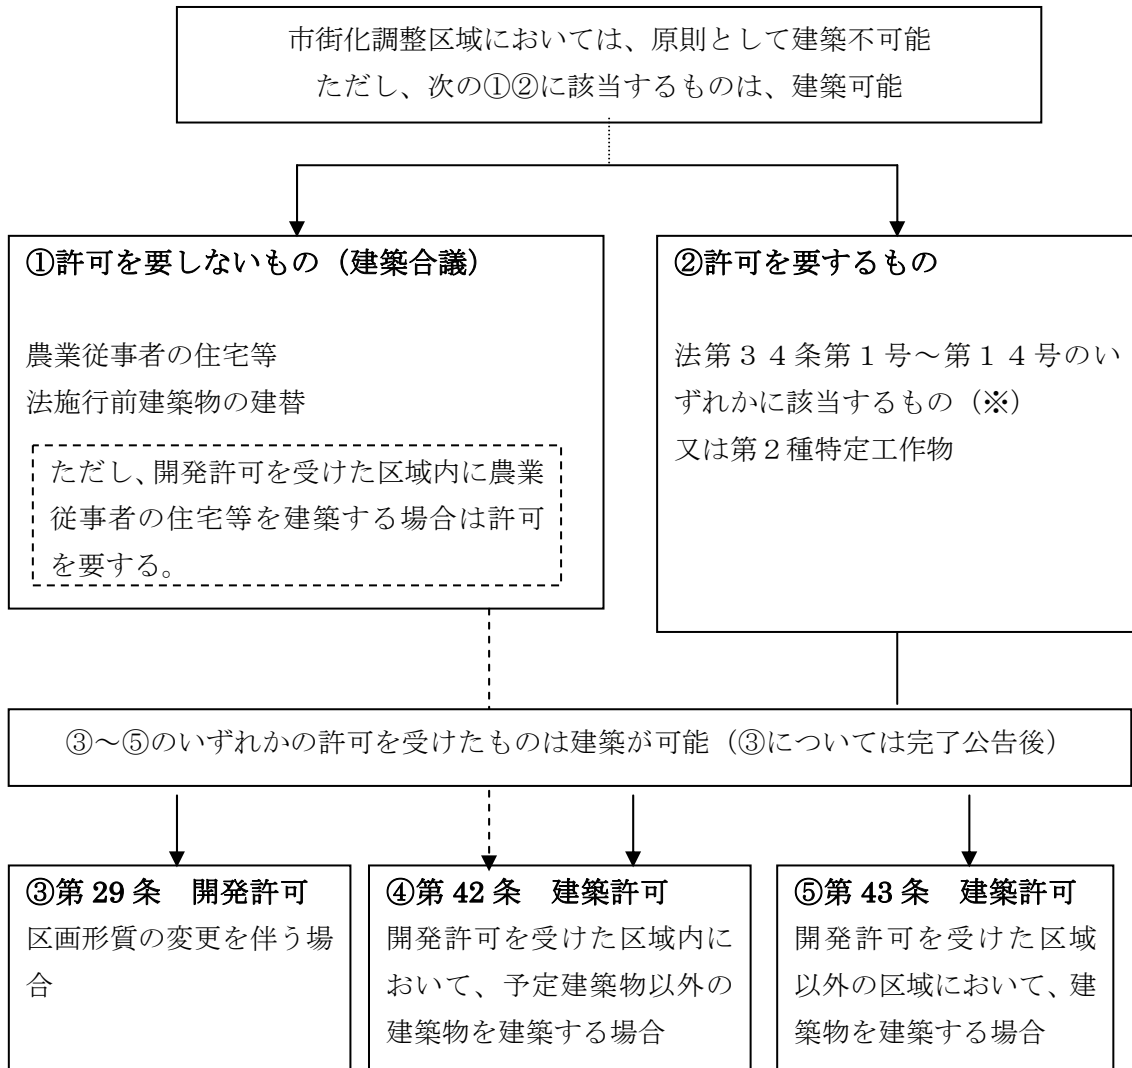 市街化調整区域においては、原則として建築不可能
ただし、次の①②に該当するものは、建築可能
①許可を要しないもの（建築合議）
農業従事者の住宅等
法施行前建築物の建替
ただし、開発許可を受けた区域内に農業
従事者の住宅等を建築する場合は許可
を要する。
②許可を要するもの
法第３４条第１号～第１４号のい
ずれかに該当するもの（※）
又は第２種特定工作物
③～⑤のいずれかの許可を受けたものは建築が可能（③については完了公告後）
③第 29 条　開発許可
区画形質の変更を伴う場
合
④第 42 条　建築許可
開発許可を受けた区域内に
おいて、予定建築物以外の
建築物を建築する場合
⑤第 43 条　建築許可
開発許可を受けた区域
以外の区域において、建
築物を建築する場合